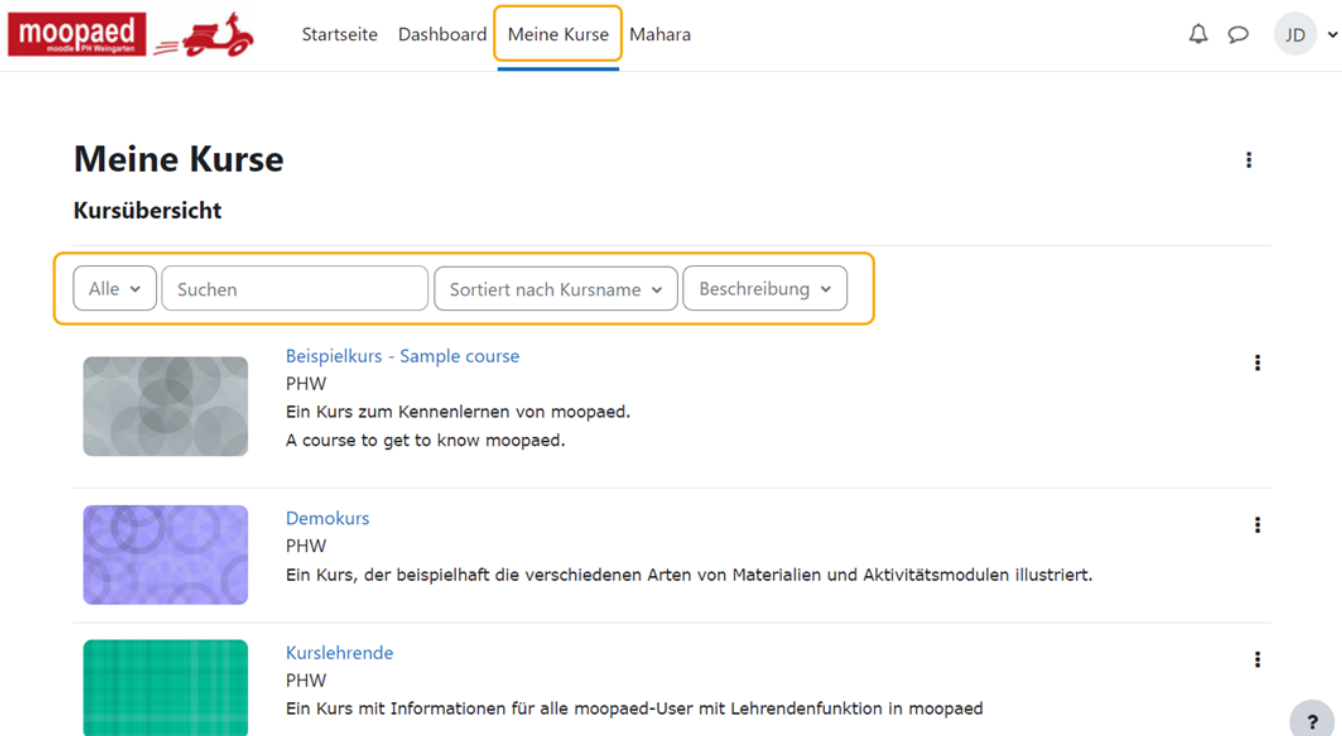 moopaed
moodle PH Weingarten
Startseite Dashboard Meine Kurse Mahara
JD
Meine Kurse
Kursübersicht
Alle Suchen Sortiert nach Kursname Beschreibung
Beispielkurs - Sample course
PHW
Ein Kurs zum Kennenlernen von moopaed.
A course to get to know moopaed.
Demokurs
PHW
Ein Kurs, der beispielhaft die verschiedenen Arten von Materialien und Aktivitätsmodulen illustriert.
Kurslehrende
PHW
Ein Kurs mit Informationen für alle moopaed-User mit Lehrendenfunktion in moopaed
?